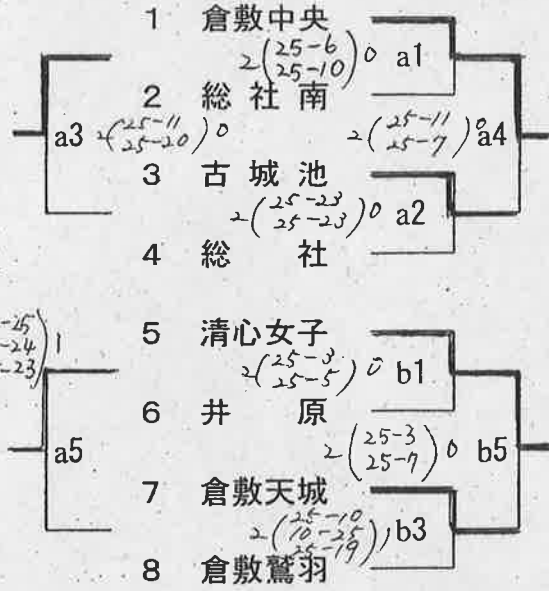 1 倉敷中央
2(25-6 25-10)0 a1
2 総社南
a3 2(25-11 25-20)0
2(25-11 25-7)0 a4
3 古城池
2(25-23 25-23)0 a2
4 総社
-25 -24 -23)1
5 清心女子
2(25-3 25-5)0 b1
6 井原
a5
2(25-3 25-7)0 b5
7 倉敷天城
2(25-10 10-25 25-19)1 b3
8 倉敷鷲羽